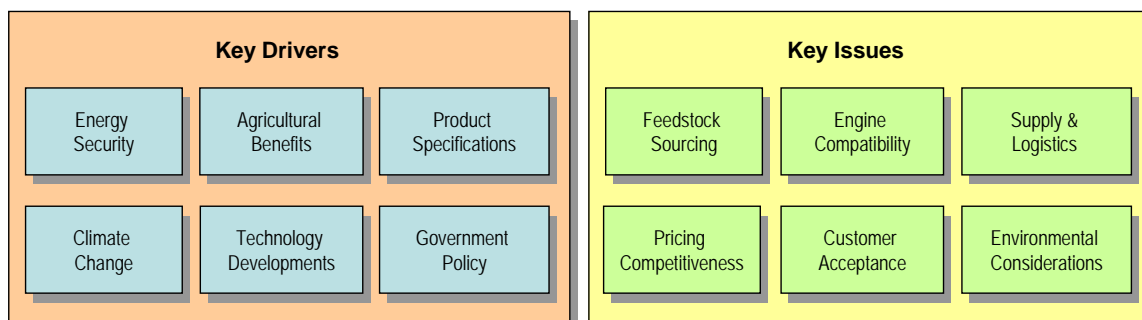 Key Drivers
Energy
Security
Agricultural
Benefits
Product
Specifications
Climate
Change
Technology
Developments
Government
Policy
Key Issues
Feedstock
Sourcing
Engine
Compatibility
Supply &
Logistics
Pricing
Competitiveness
Customer
Acceptance
Environmental
Considerations